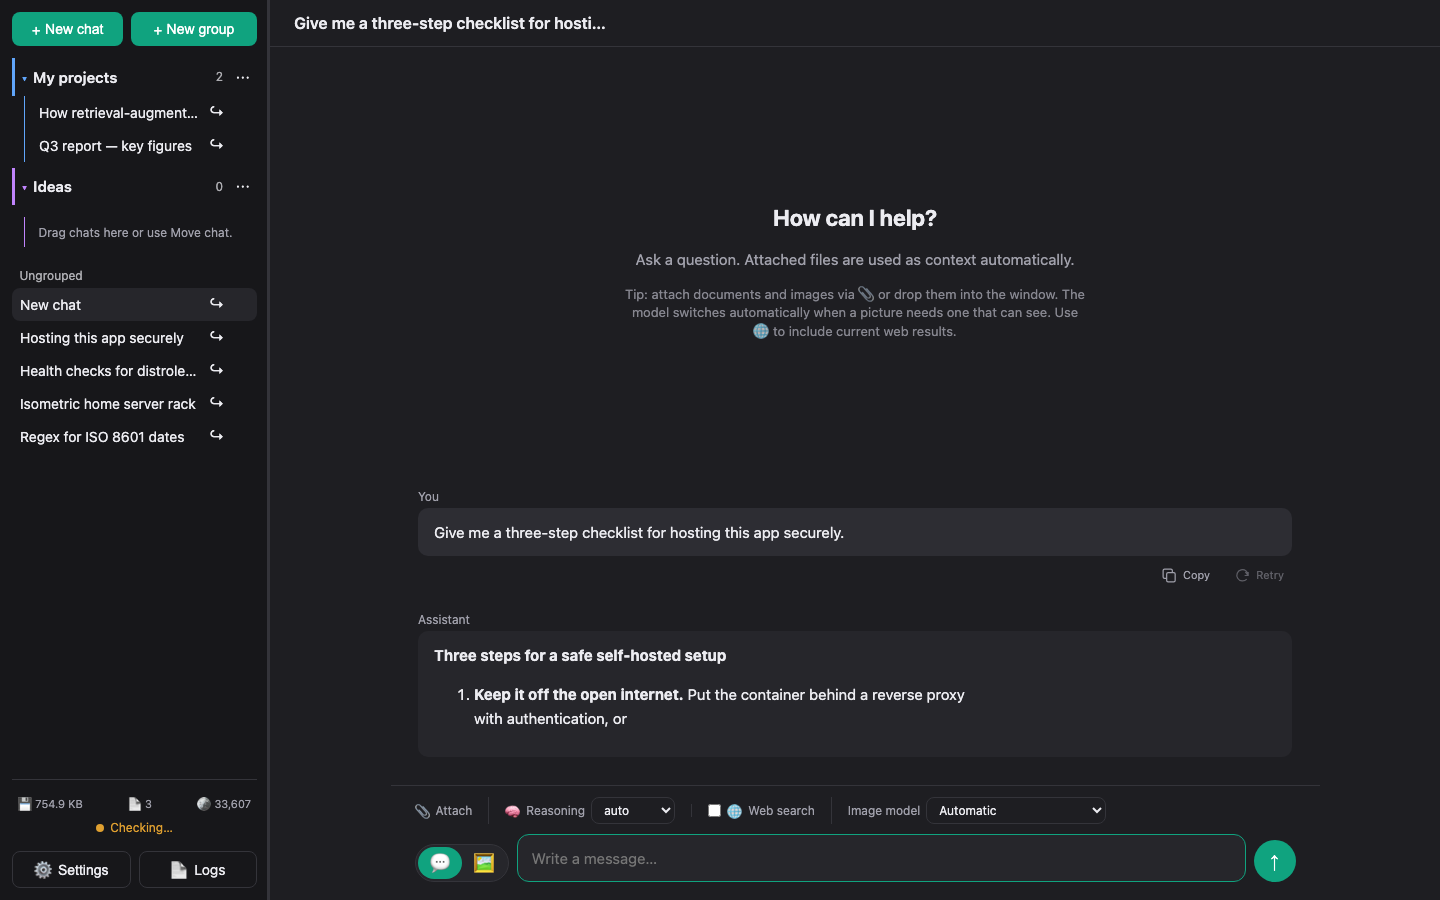 + New chat
+ New group
My projects 2 ...
How retrieval-augment...
Q3 report — key figures
Ideas 0 ...
Drag chats here or use Move chat.
Ungrouped
New chat
Hosting this app securely
Health checks for distrole...
Isometric home server rack
Regex for ISO 8601 dates
754.9 KB 3 33,607
Checking...
Settings
Logs
Give me a three-step checklist for hosti...
How can I help?
Ask a question. Attached files are used as context automatically.
Tip: attach documents and images via 📎 or drop them into the window. The
model switches automatically when a picture needs one that can see. Use
🌐 to include current web results.
You
Give me a three-step checklist for hosting this app securely.
Copy Retry
Assistant
Three steps for a safe self-hosted setup
1. Keep it off the open internet. Put the container behind a reverse proxy
with authentication, or
Attach Reasoning auto Web search Image model Automatic
Write a message...